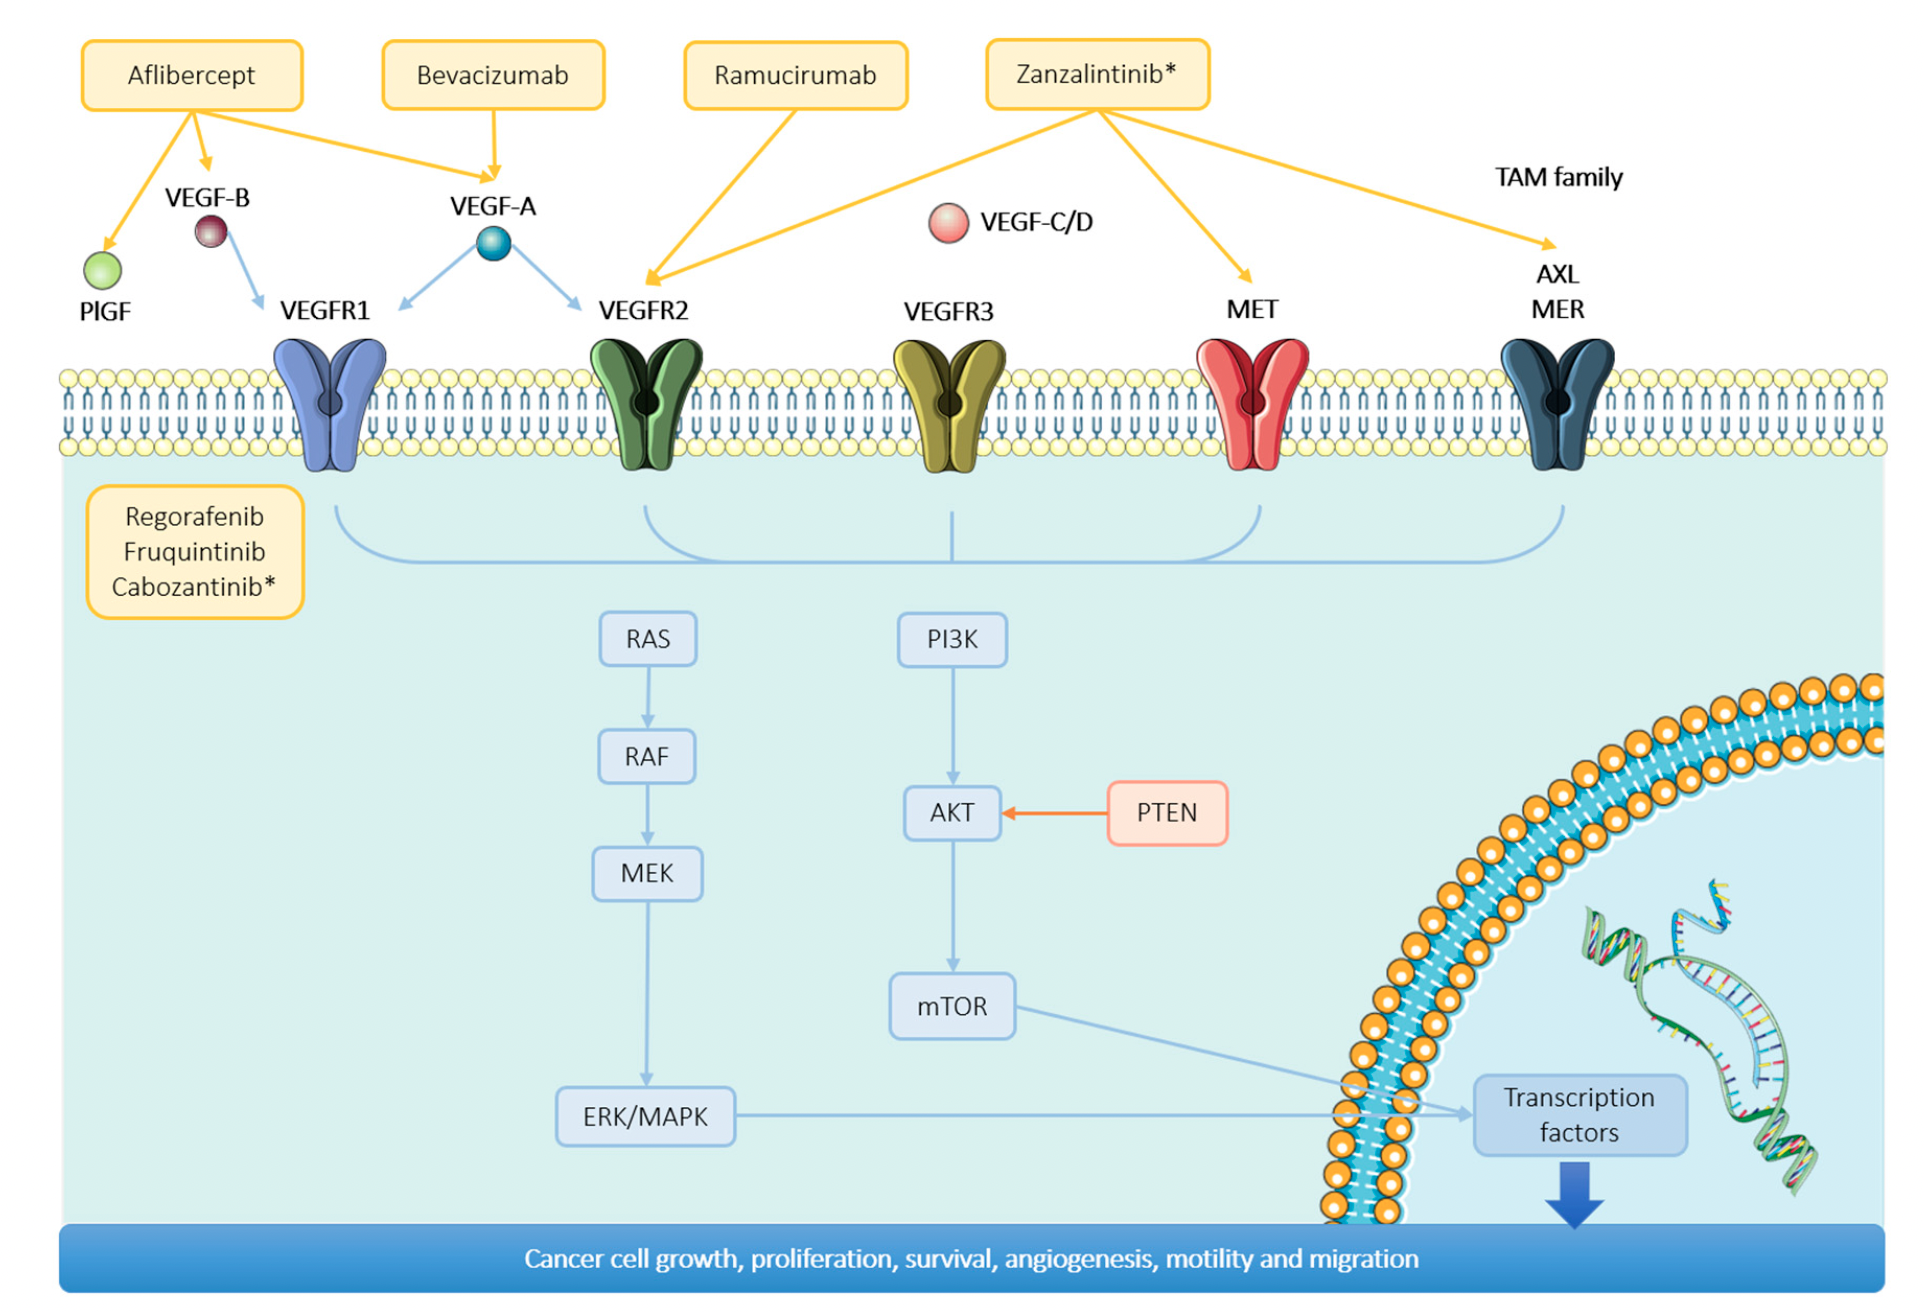 Aflibercept
Bevacizumab
Ramucirumab
Zanzalintinib*
TAM family
VEGF-B
VEGF-A
VEGF-C/D
PlGF
VEGFR1
VEGFR2
VEGFR3
MET
AXL
MER
Regorafenib
Fruquintinib
Cabozantinib*
RAS
PI3K
RAF
AKT
PTEN
MEK
mTOR
ERK/MAPK
Transcription
factors
Cancer cell growth, proliferation, survival, angiogenesis, motility and migration